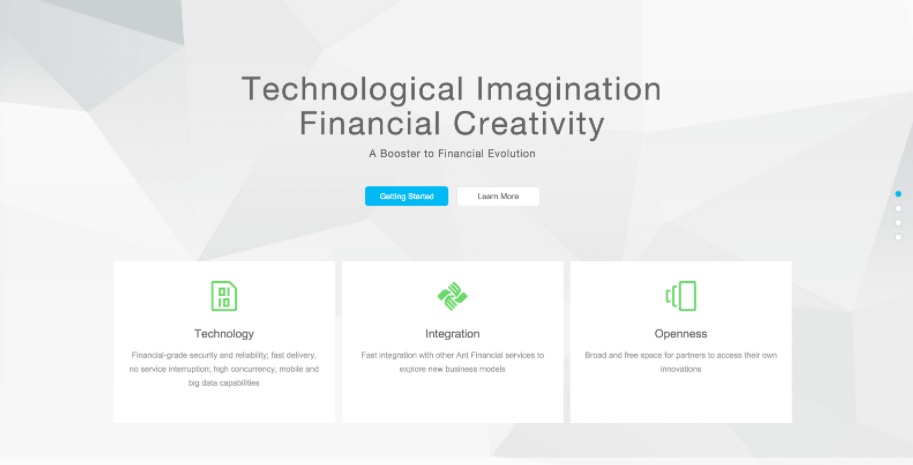 Technological Imagination
Financial Creativity
A Booster to Financial Evolution
Getting Started
Learn More
Technology
Financial-grade security and reliability; fast delivery,
no service interruption; high concurrency, mobile and
big data capabilities
Integration
Fast integration with other Ant Financial services to
explore new business models
Openness
Broad and free space for partners to access their own
innovations